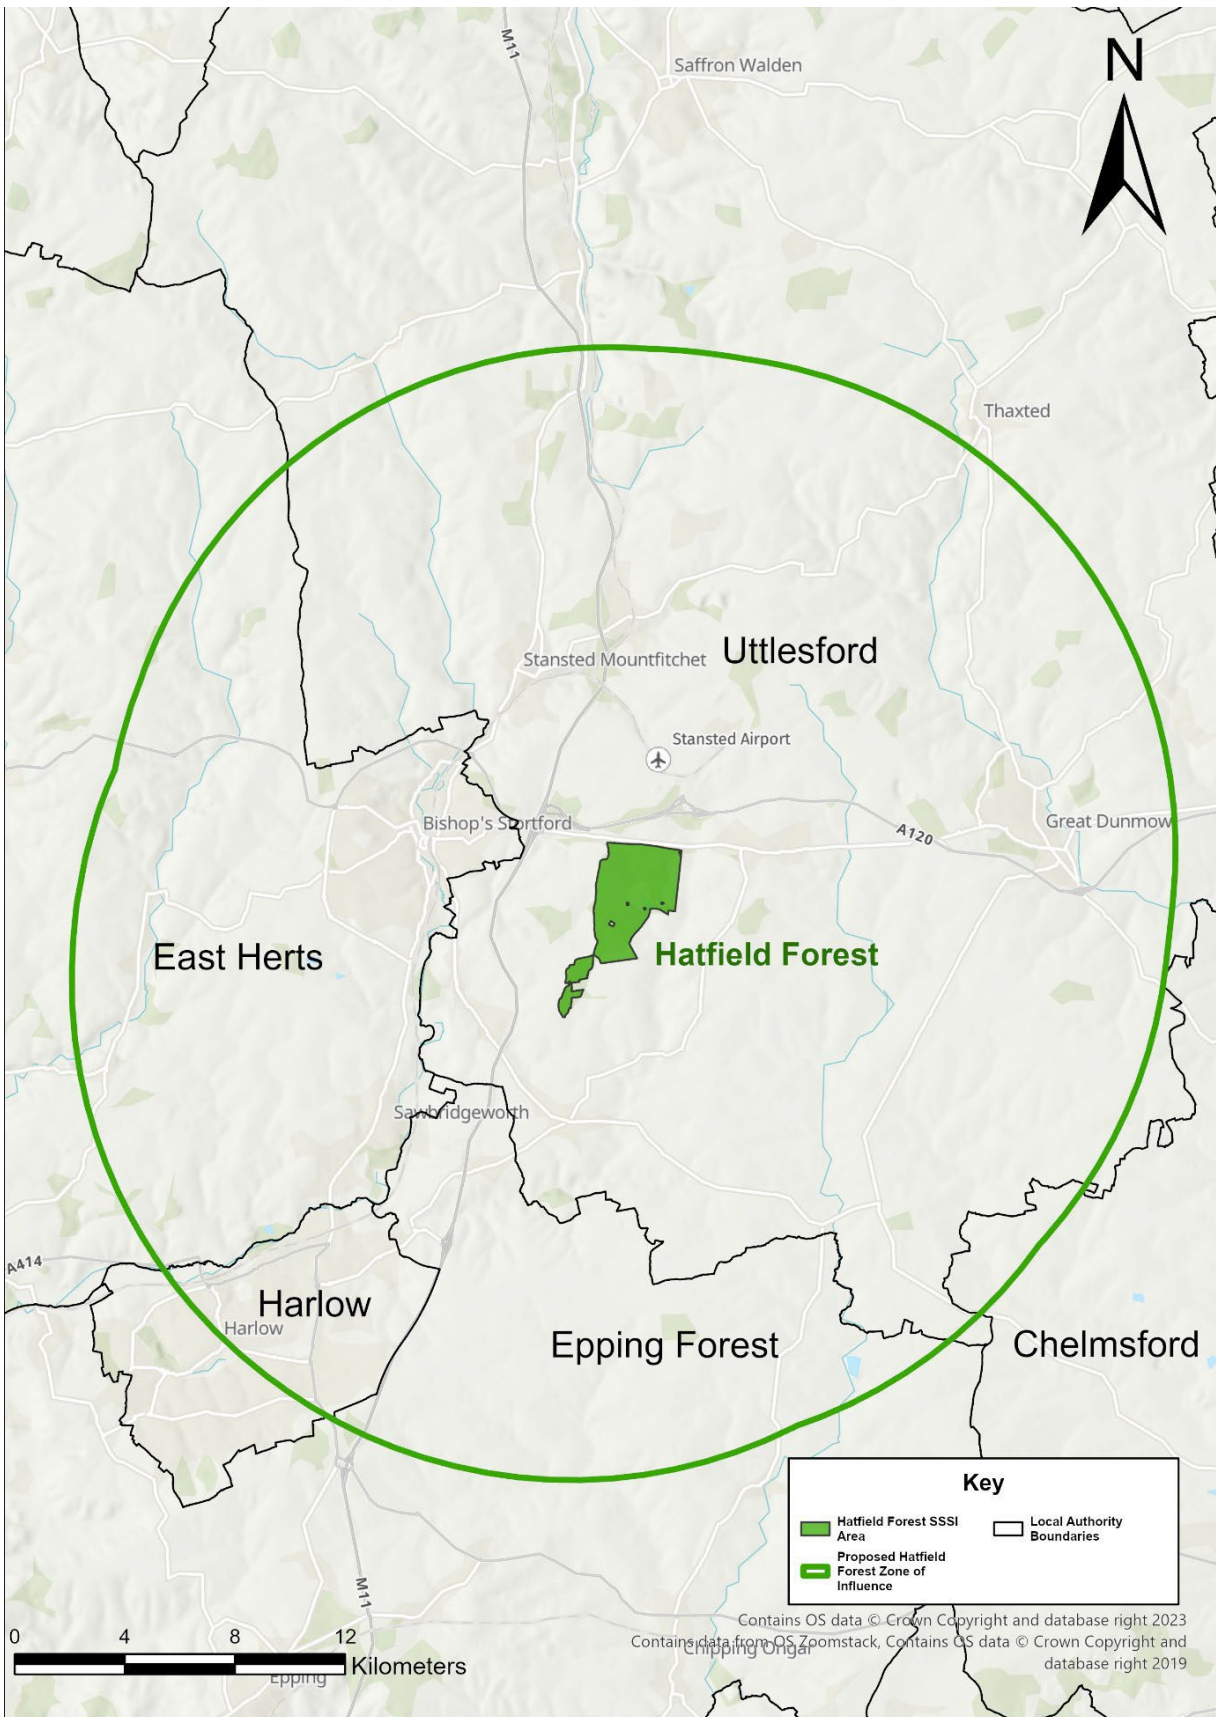 M11
Saffron Walden
N
Thaxted
Uttlesford
Stansted Mountfitchet
Stansted Airport
Bishop's Stortford
A120
Great Dunmow
East Herts
Hatfield Forest
Sawbridgeworth
A414
Harlow
Harlow
Epping Forest
Chelmsford
Key
Hatfield Forest SSSI
Area
Local Authority
Boundaries
Proposed Hatfield
Forest Zone of
Influence
M11
Contains OS data © Crown Copyright and database right 2023
Contains data from OS Zoomstack, Contains OS data © Crown Copyright and
database right 2019
Chipping Ongar
0 4 8 12
Kilometers
Epping